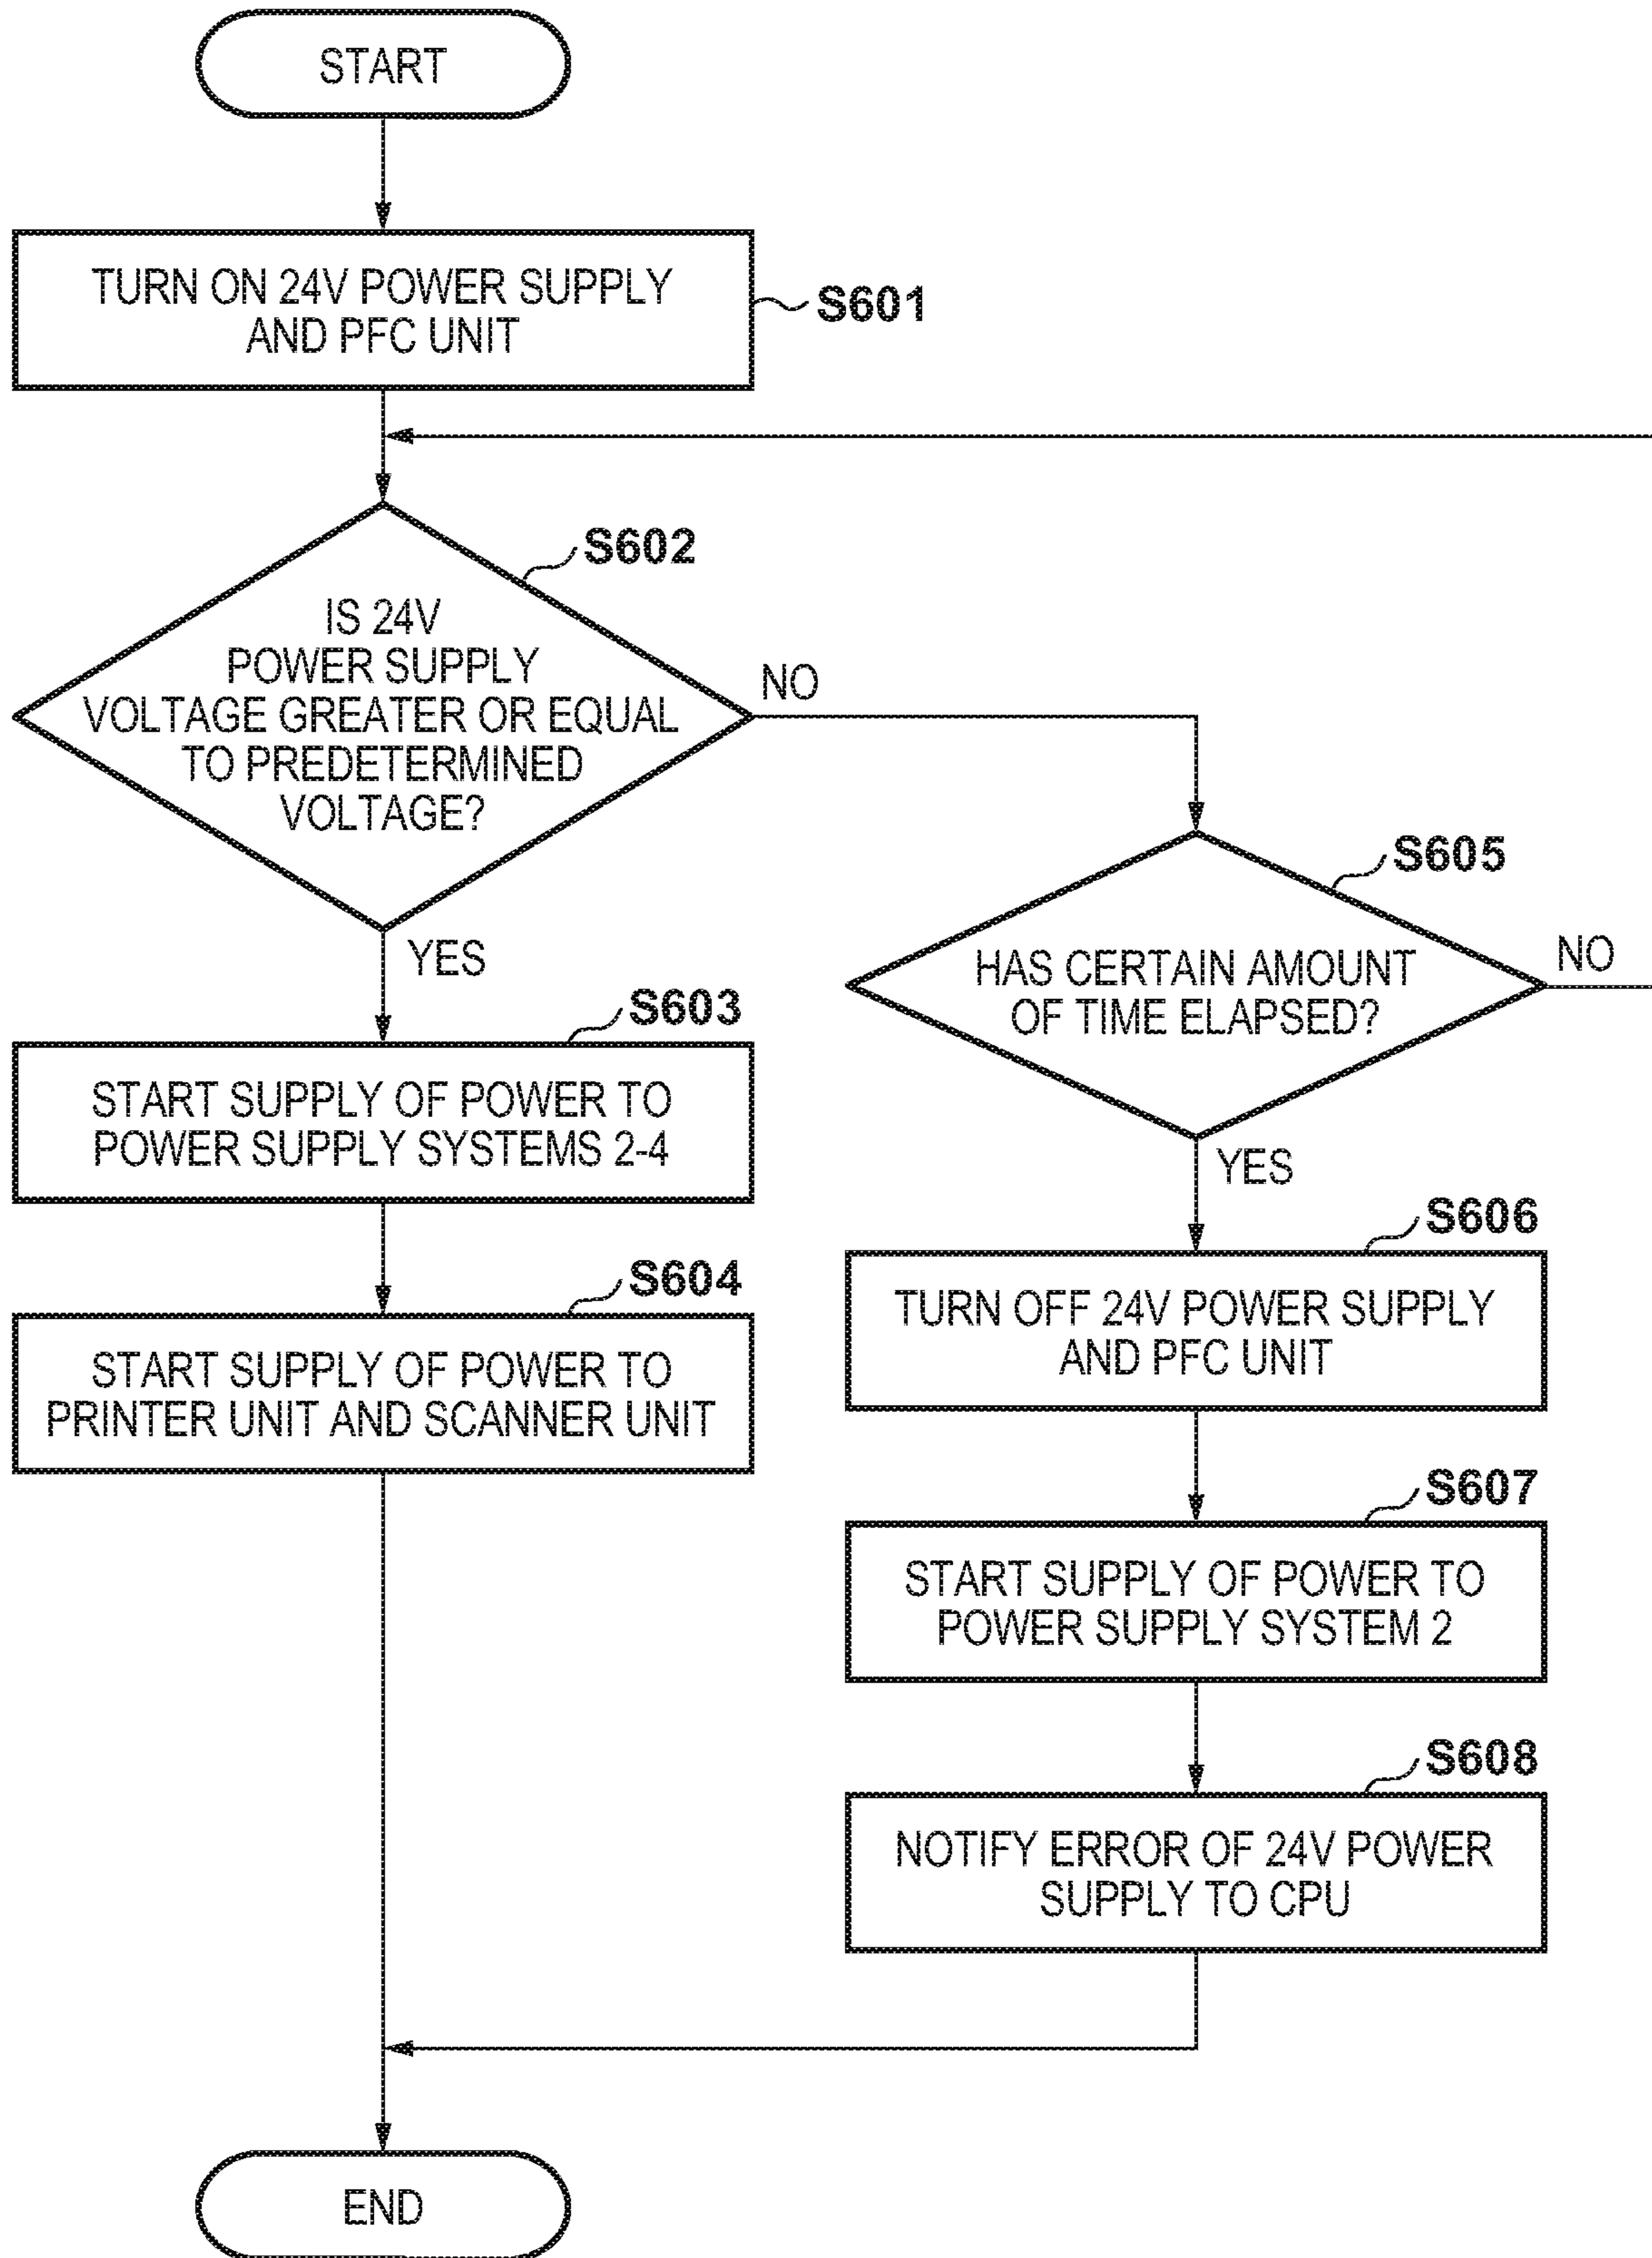 START
TURN ON 24V POWER SUPPLY
AND PFC UNIT
S601
S602
IS 24V
POWER SUPPLY
VOLTAGE GREATER OR EQUAL
TO PREDETERMINED
VOLTAGE?
NO
YES
S603
START SUPPLY OF POWER TO
POWER SUPPLY SYSTEMS 2-4
S604
START SUPPLY OF POWER TO
PRINTER UNIT AND SCANNER UNIT
S605
HAS CERTAIN AMOUNT
OF TIME ELAPSED?
NO
YES
S606
TURN OFF 24V POWER SUPPLY
AND PFC UNIT
S607
START SUPPLY OF POWER TO
POWER SUPPLY SYSTEM 2
S608
NOTIFY ERROR OF 24V POWER
SUPPLY TO CPU
END